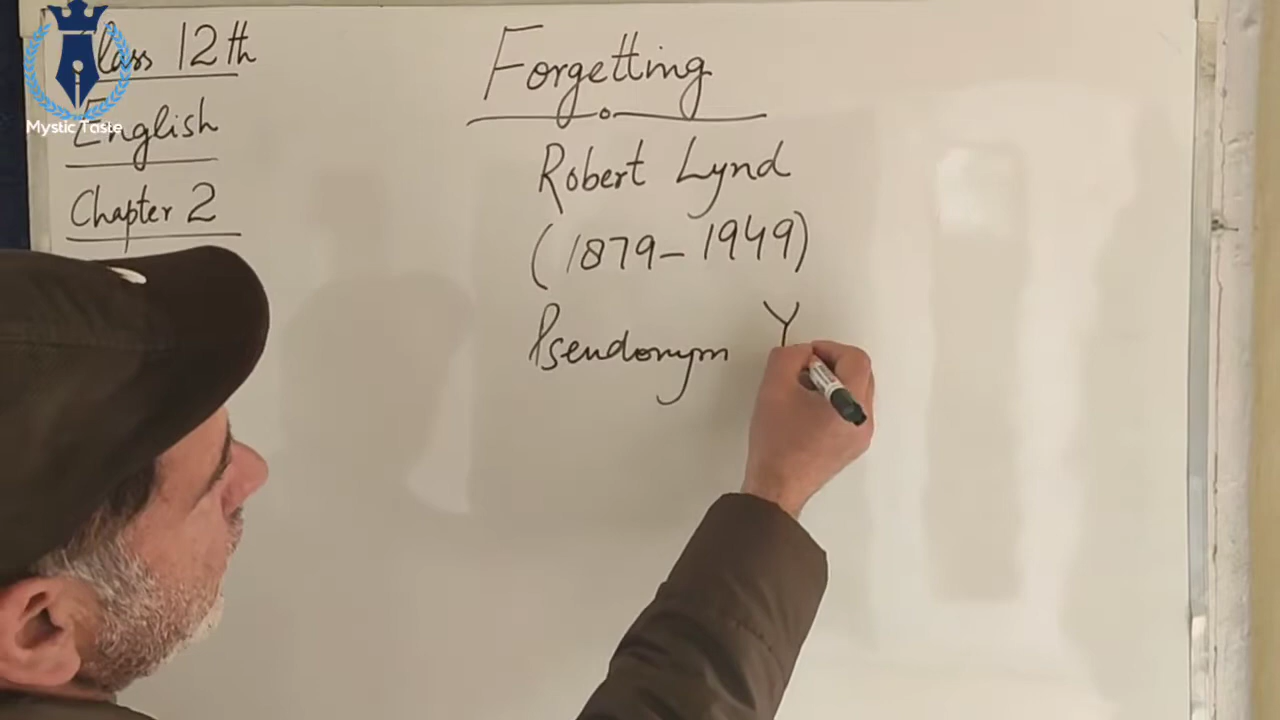 Class 12th
English
Chapter 2
Mystic Taste
Forgetting
Robert Lynd
(1879-1949)
Pseudonym Y